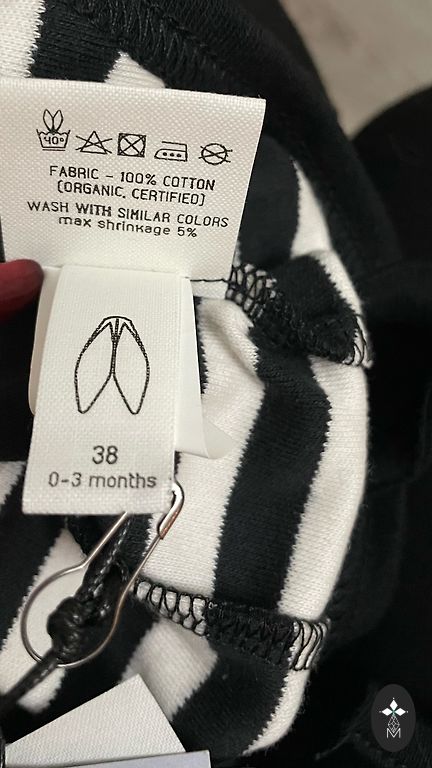 40°
FABRIC – 100% COTTON
(ORGANIC, CERTIFIED)
WASH WITH SIMILAR COLORS
max shrinkage 5%
38
0-3 months
M